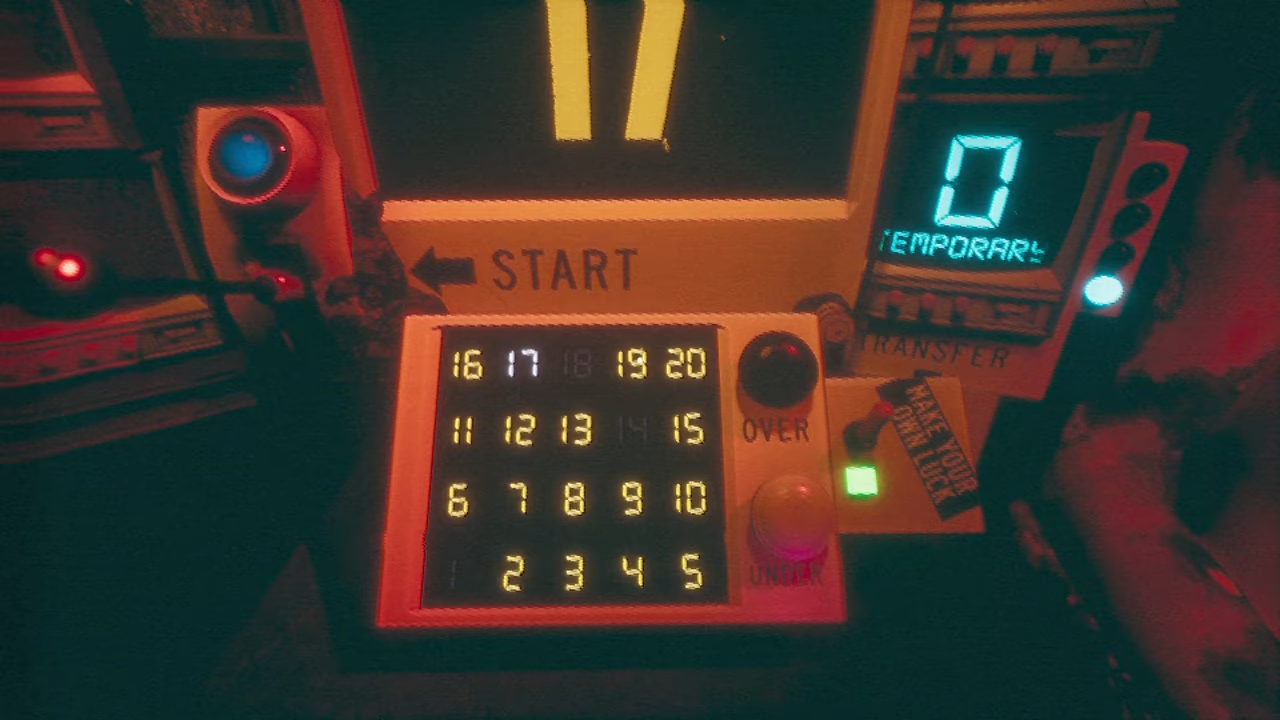 17
0
TEMPORARY
← START
TRANSFER
16 17 18 19 20
11 12 13 14 15
6 7 8 9 10
1 2 3 4 5
OVER
UNDER
MAKE YOUR
OWN LUCK